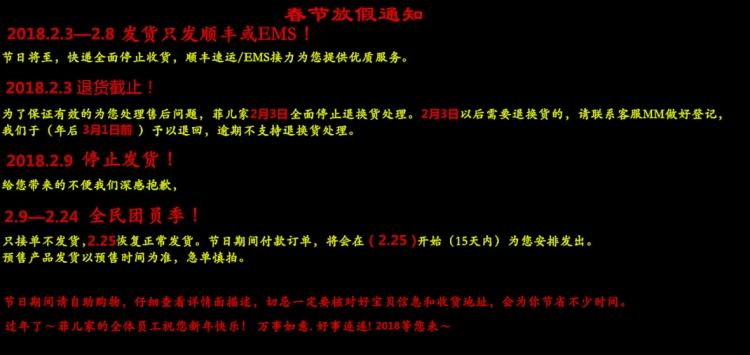 春节放假通知
2018.2.3—2.8 发货只发顺丰或EMS！
节日将至，快递全面停止收货，顺丰速运/EMS接力为您提供优质服务。
2018.2.3 退货截止！
为了保证有效的为您处理售后问题，菲儿家2月3日全面停止退换货处理。2月3日以后需要退换货的，请联系客服MM做好登记，
我们于（年后 3月1日前 ）予以退回，逾期不支持退换货处理。
2018.2.9 停止发货！
给您带来的不便我们深感抱歉，
2.9—2.24 全民团员季！
只接单不发货,2.25恢复正常发货。节日期间付款订单，将会在 ( 2.25 )开始（15天内）为您安排发出。
预售产品发货以预售时间为准，急单慎拍。
节日期间请自助购物，仔细查看详情面描述，切忌一定要核对好宝贝信息和收货地址，会为你节省不少时间。
过年了～菲儿家的全体员工祝您新年快乐！ 万事如意.好事连连! 2018等您来～